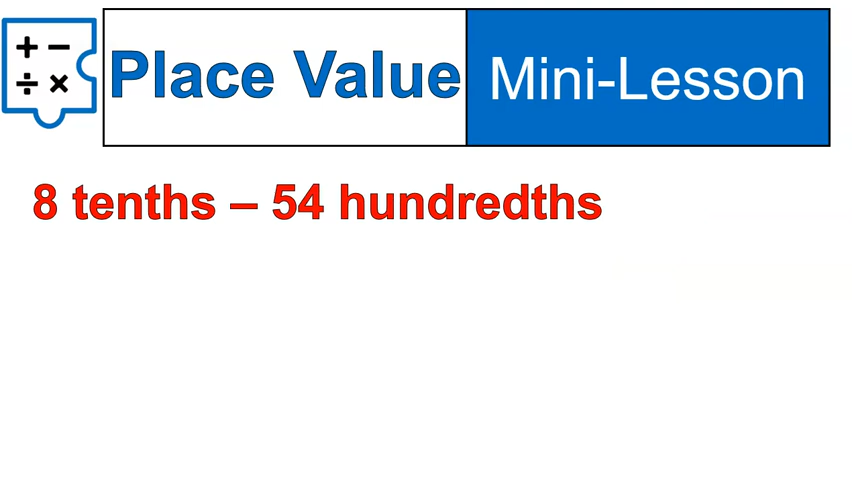 + −
÷ ×
Place Value Mini-Lesson
8 tenths – 54 hundredths